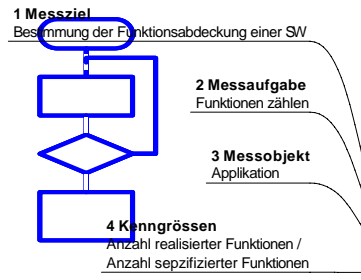 1 Messziel
Bestimmung der Funktionsabdeckung einer SW
2 Messaufgabe
Funktionen zählen
3 Messobjekt
Applikation
4 Kenngrössen
Anzahl realisierter Funktionen /
Anzahl sepzifizierter Funktionen